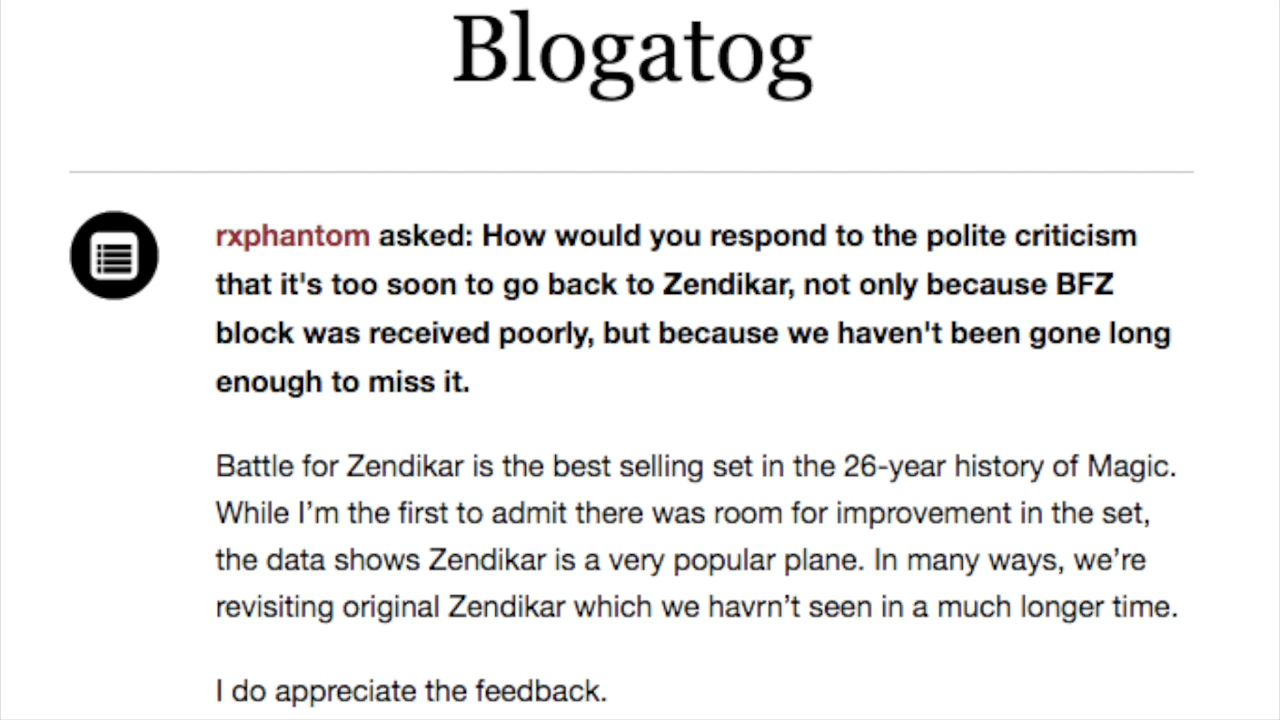 Blogatog
rxphantom asked: How would you respond to the polite criticism
that it's too soon to go back to Zendikar, not only because BFZ
block was received poorly, but because we haven't been gone long
enough to miss it.
Battle for Zendikar is the best selling set in the 26-year history of Magic.
While I’m the first to admit there was room for improvement in the set,
the data shows Zendikar is a very popular plane. In many ways, we’re
revisiting original Zendikar which we havrn’t seen in a much longer time.
I do appreciate the feedback.